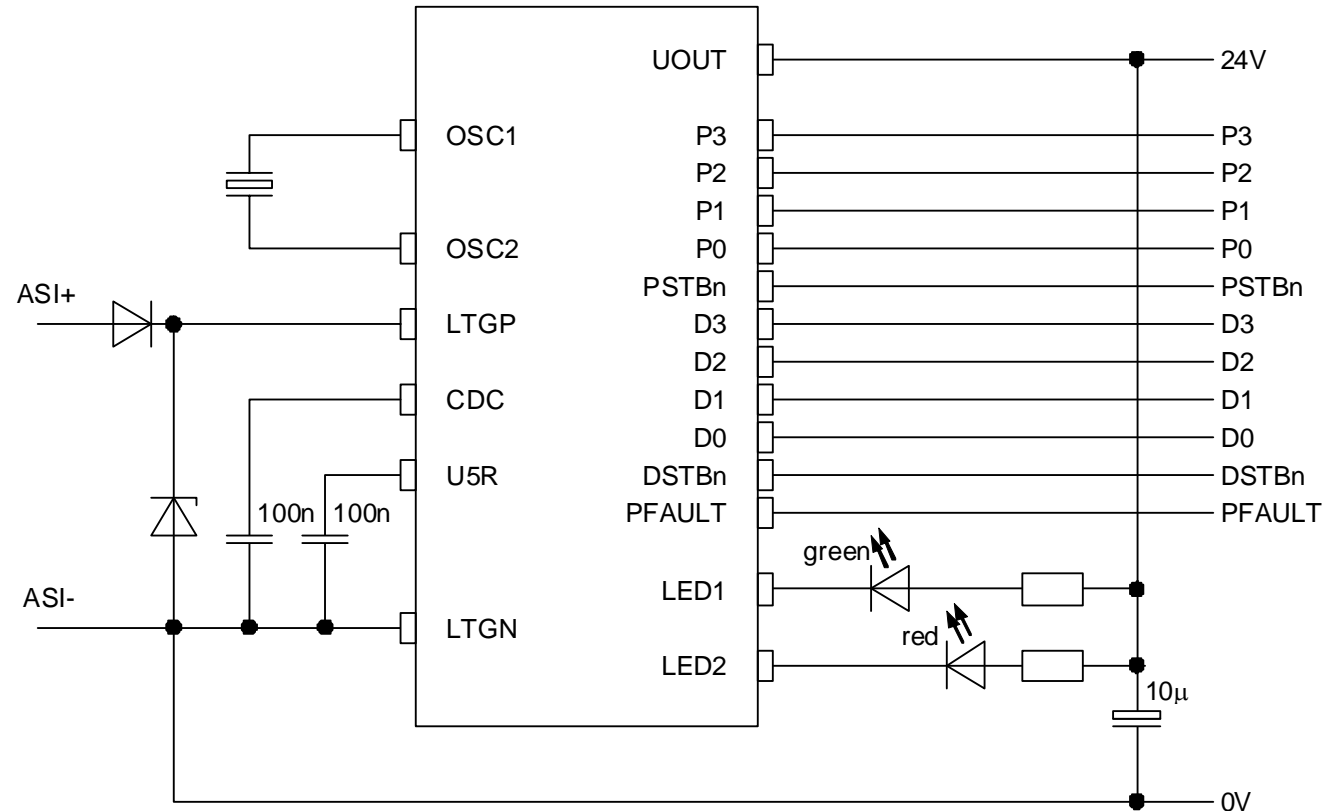 UOUT 24V
OSC1 P3 P3
P2 P2
P1 P1
OSC2 P0 P0
PSTBn PSTBn
ASI+
LTGP D3 D3
D2 D2
CDC D1 D1
D0 D0
U5R DSTBn DSTBn
100n 100n PFAULT PFAULT
green
LED1
ASI-
LTGN red
LED2
10μ
0V